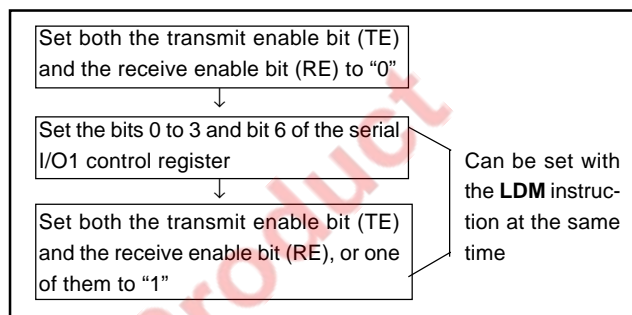 Set both the transmit enable bit (TE)
and the receive enable bit (RE) to “0”
↓
Set the bits 0 to 3 and bit 6 of the serial
I/O1 control register
↓
Set both the transmit enable bit (TE)
and the receive enable bit (RE), or one
of them to “1”
Can be set with
the LDM instruc-
tion at the same
time
Product